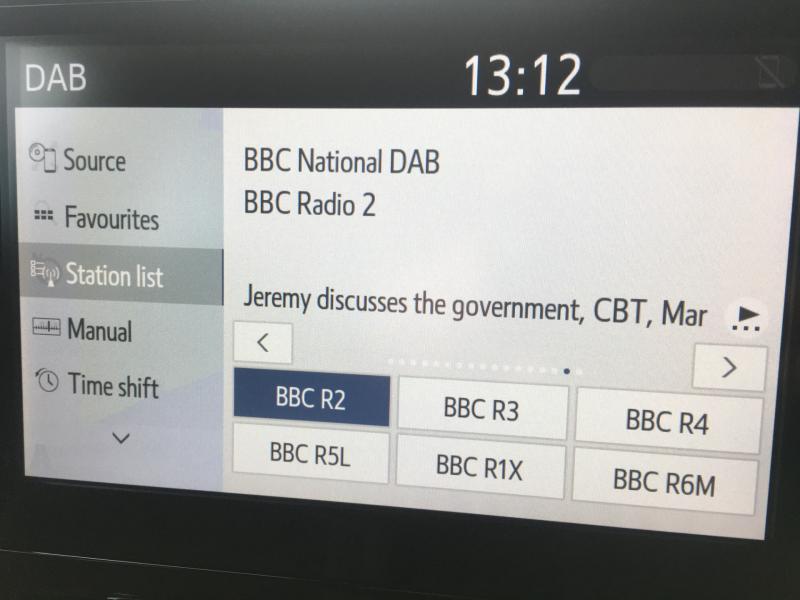 DAB
13:12
Source
Favourites
Station list
Manual
Time shift
BBC National DAB
BBC Radio 2
Jeremy discusses the government, CBT, Mar
BBC R2
BBC R3
BBC R4
BBC R5L
BBC R1X
BBC R6M